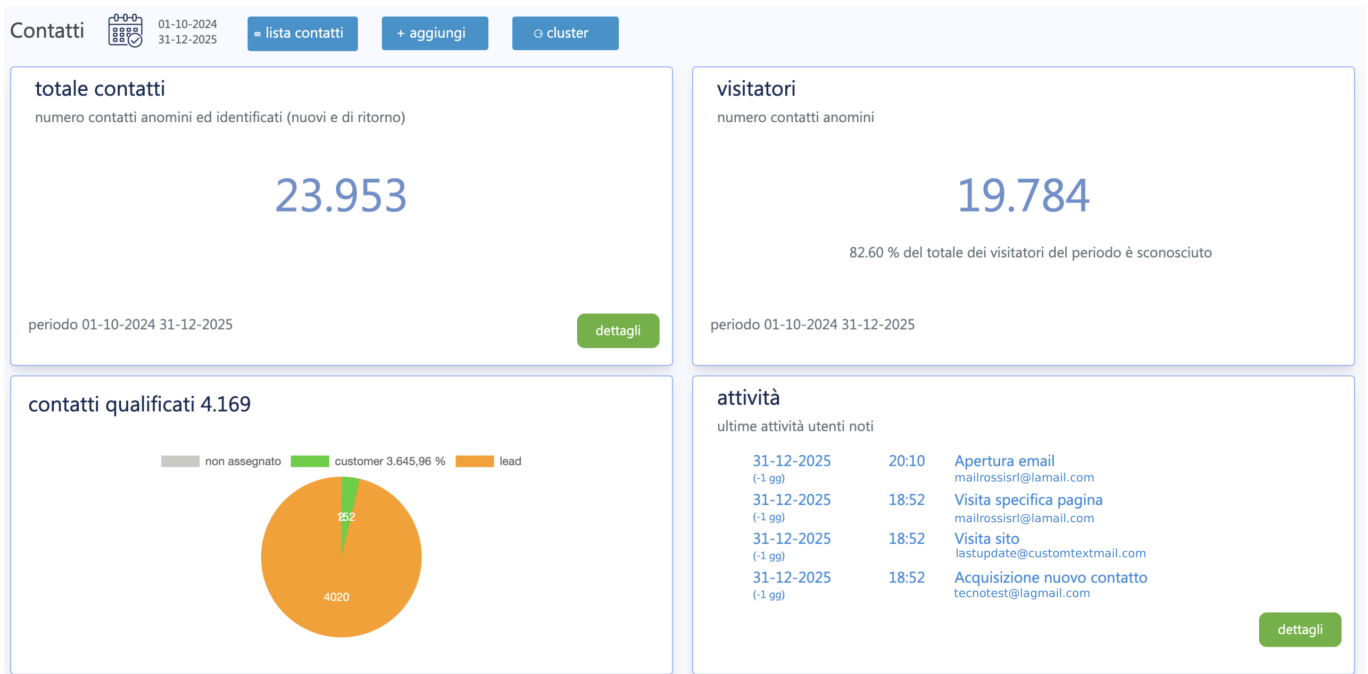 Contatti
01-10-2024
31-12-2025
= lista contatti
+ aggiungi
cluster
totale contatti
numero contatti anomini ed identificati (nuovi e di ritorno)
23.953
periodo 01-10-2024 31-12-2025
dettagli
visitatori
numero contatti anomini
19.784
82.60 % del totale dei visitatori del periodo è sconosciuto
periodo 01-10-2024 31-12-2025
contatti qualificati 4.169
non assegnato customer 3.645,96 % lead
4020
attività
ultime attività utenti noti
31-12-2025 20:10 Apertura email
(-1 gg) mailrossisrl@lamail.com
31-12-2025 18:52 Visita specifica pagina
(-1 gg) mailrossisrl@lamail.com
31-12-2025 18:52 Visita sito
(-1 gg) lastupdate@customtextmail.com
31-12-2025 18:52 Acquisizione nuovo contatto
(-1 gg) tecnotest@lagmail.com
dettagli